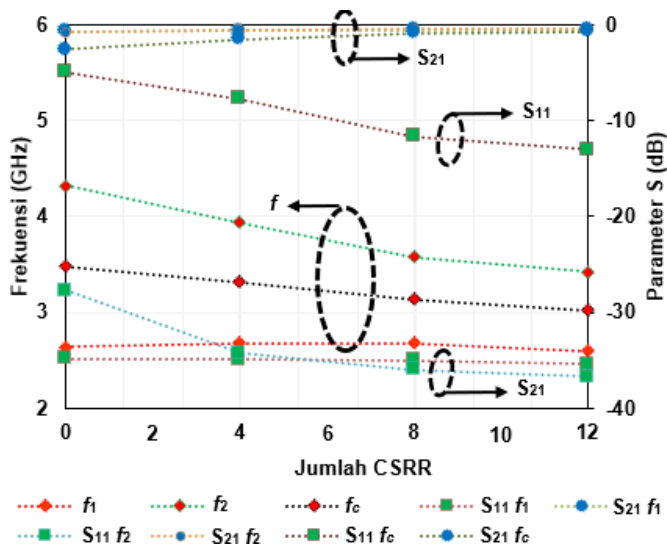 6
5
4
3
2
Frekuensi (GHz)
0
-10
-20
-30
-40
Parameter S (dB)
S21
S11
f
S21
0 2 4 6 8 10 12
Jumlah CSRR
f1 f2 fc S11 f1 S21 f1
S11 f2 S21 f2 S11 fc S21 fc